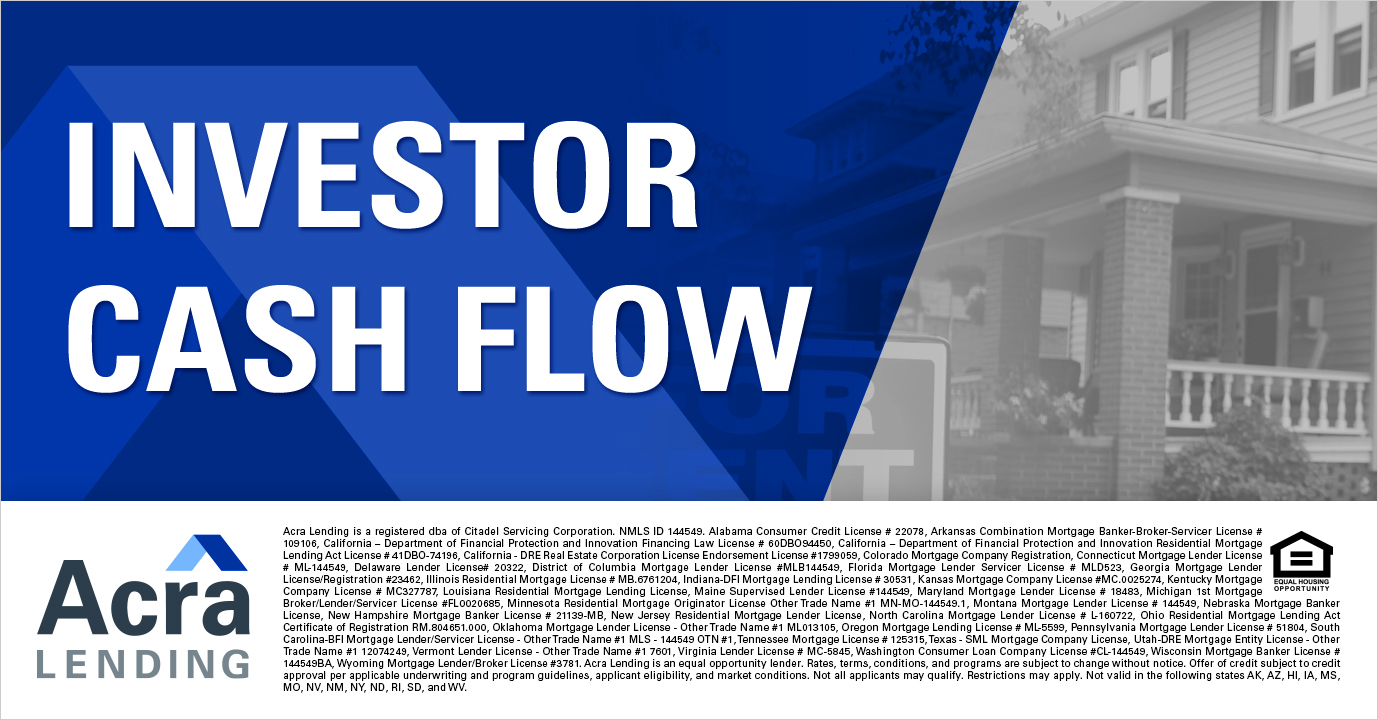 INVESTOR
CASH FLOW
FOR
RENT
Acra
LENDING
Acra Lending is a registered dba of Citadel Servicing Corporation. NMLS ID 144549. Alabama Consumer Credit License # 22078, Arkansas Combination Mortgage Banker-Broker-Servicer License #
109106, California – Department of Financial Protection and Innovation Financing Law License # 60DBO94450, California – Department of Financial Protection and Innovation Residential Mortgage
Lending Act License # 41DBO-74196, California - DRE Real Estate Corporation License Endorsement License #1799059, Colorado Mortgage Company Registration, Connecticut Mortgage Lender License
# ML-144549, Delaware Lender License# 20322, District of Columbia Mortgage Lender License #MLB144549, Florida Mortgage Lender Servicer License # MLD523, Georgia Mortgage Lender
License/Registration #23462, Illinois Residential Mortgage License # MB.6761204, Indiana-DFI Mortgage Lending License # 30531, Kansas Mortgage Company License #MC.0025274, Kentucky Mortgage
Company License # MC327787, Louisiana Residential Mortgage Lending License, Maine Supervised Lender License #144549, Maryland Mortgage Lender License # 18483, Michigan 1st Mortgage
Broker/Lender/Servicer License #FL0020685, Minnesota Residential Mortgage Originator License Other Trade Name #1 MN-MO-144549.1, Montana Mortgage Lender License # 144549, Nebraska Mortgage Banker
License, New Hampshire Mortgage Banker License # 21139-MB, New Jersey Residential Mortgage Lender License, North Carolina Mortgage Lender License # L-160722, Ohio Residential Mortgage Lending Act
Certificate of Registration RM.804651.000, Oklahoma Mortgage Lender License - Other Trade Name #1 ML013105, Oregon Mortgage Lending License # ML-5599, Pennsylvania Mortgage Lender License # 51804, South
Carolina-BFI Mortgage Lender/Servicer License - Other Trade Name #1 MLS - 144549 OTN #1, Tennessee Mortgage License # 125315, Texas - SML Mortgage Company License, Utah-DRE Mortgage Entity License - Other
Trade Name #1 12074249, Vermont Lender License - Other Trade Name #1 7601, Virginia Lender License # MC-5845, Washington Consumer Loan Company License #CL-144549, Wisconsin Mortgage Banker License #
144549BA, Wyoming Mortgage Lender/Broker License #3781. Acra Lending is an equal opportunity lender. Rates, terms, conditions, and programs are subject to change without notice. Offer of credit subject to credit
approval per applicable underwriting and program guidelines, applicant eligibility, and market conditions. Not all applicants may qualify. Restrictions may apply. Not valid in the following states AK, AZ, HI, IA, MS,
MO, NV, NM, NY, ND, RI, SD, and WV.
EQUAL HOUSING
OPPORTUNITY